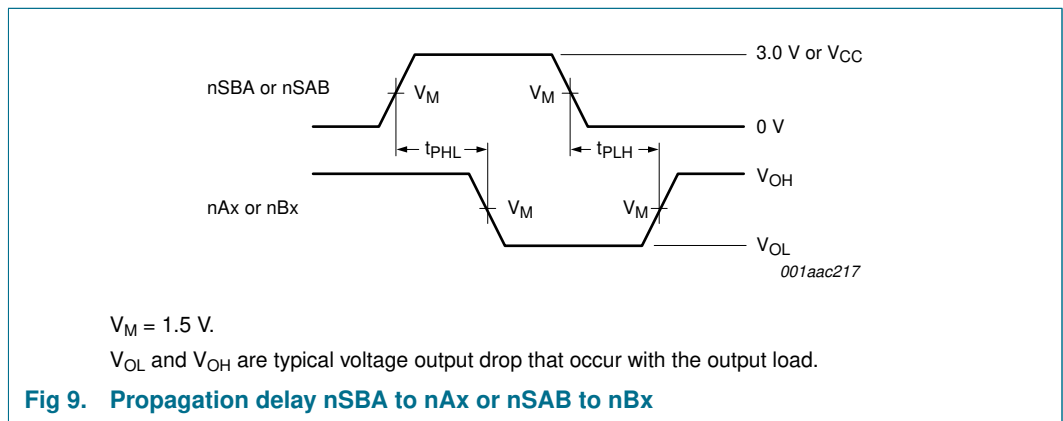 3.0 V or VCC
nSBA or nSAB
VM
VM
0 V
tPHL
tPLH
VOH
nAx or nBx
VM
VM
VOL
001aac217
VM = 1.5 V.
VOL and VOH are typical voltage output drop that occur with the output load.
Fig 9. Propagation delay nSBA to nAx or nSAB to nBx